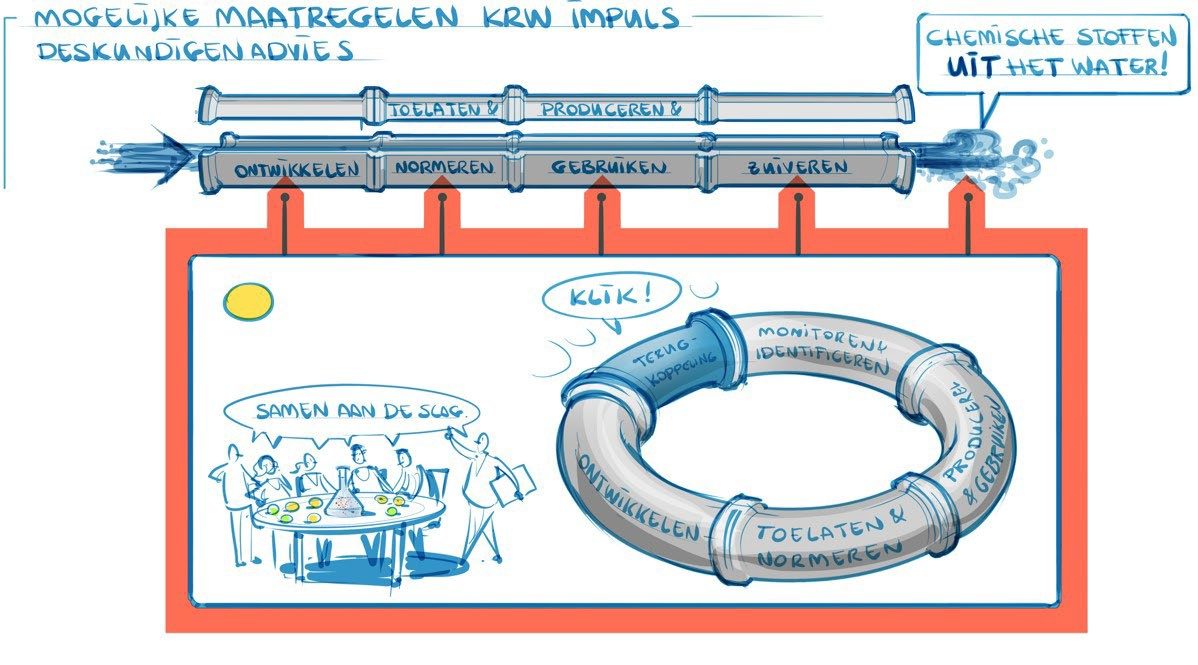 MOGELIJKE MAATREGELEN KRW IMPULS
DESKUNDIGENADVIES
CHEMISCHE STOFFEN
UIT HET WATER!
TOELATEN &
PRODUCEREN &
ONTWIKKELEN
NORMEREN
GEBRUIKEN
ZUIVEREN
KLIK!
TERUG-
KOPPELING
MONITOREN &
IDENTIFICEREN
PRODUCEREL
& GEBRUIKEN
SAMEN AAN DE SLAG.
ONTWIKKELEN
TOELATEN &
NORMEREN